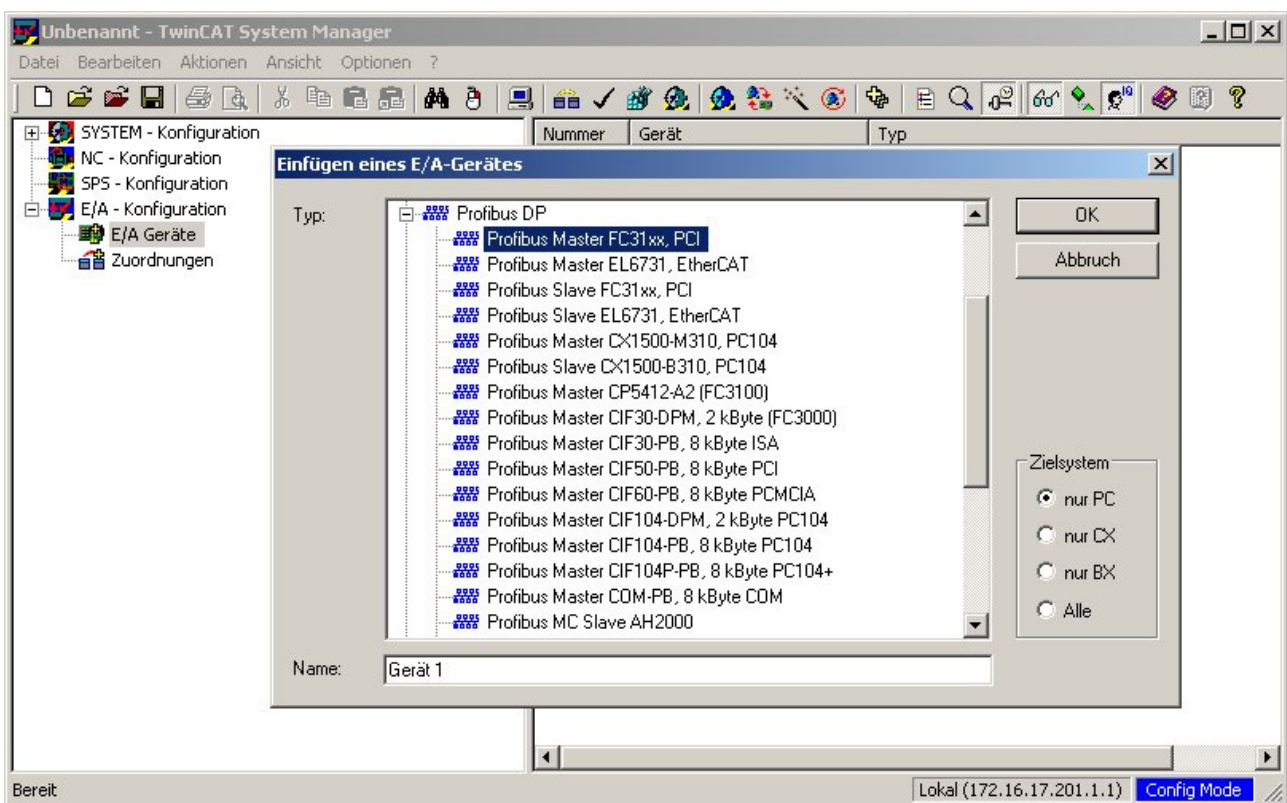 Unbenannt - TwinCAT System Manager
Datei Bearbeiten Aktionen Ansicht Optionen ?
SYSTEM - Konfiguration
NC - Konfiguration
SPS - Konfiguration
E/A - Konfiguration
E/A Geräte
Zuordnungen
Nummer Gerät Typ
Einfügen eines E/A-Gerätes
Typ:
Profibus DP
Profibus Master FC31xx, PCI
Profibus Master EL6731, EtherCAT
Profibus Slave FC31xx, PCI
Profibus Slave EL6731, EtherCAT
Profibus Master CX1500-M310, PC104
Profibus Slave CX1500-B310, PC104
Profibus Master CP5412-A2 (FC3100)
Profibus Master CIF30-DPM, 2 kByte (FC3000)
Profibus Master CIF30-PB, 8 kByte ISA
Profibus Master CIF50-PB, 8 kByte PCI
Profibus Master CIF60-PB, 8 kByte PCMCIA
Profibus Master CIF104-DPM, 2 kByte PC104
Profibus Master CIF104-PB, 8 kByte PC104
Profibus Master CIF104P-PB, 8 kByte PC104+
Profibus Master COM-PB, 8 kByte COM
Profibus MC Slave AH2000
OK
Abbruch
Zielsystem
nur PC
nur CX
nur BX
Alle
Name:
Gerät 1
Bereit
Lokal (172.16.17.201.1.1) Config Mode